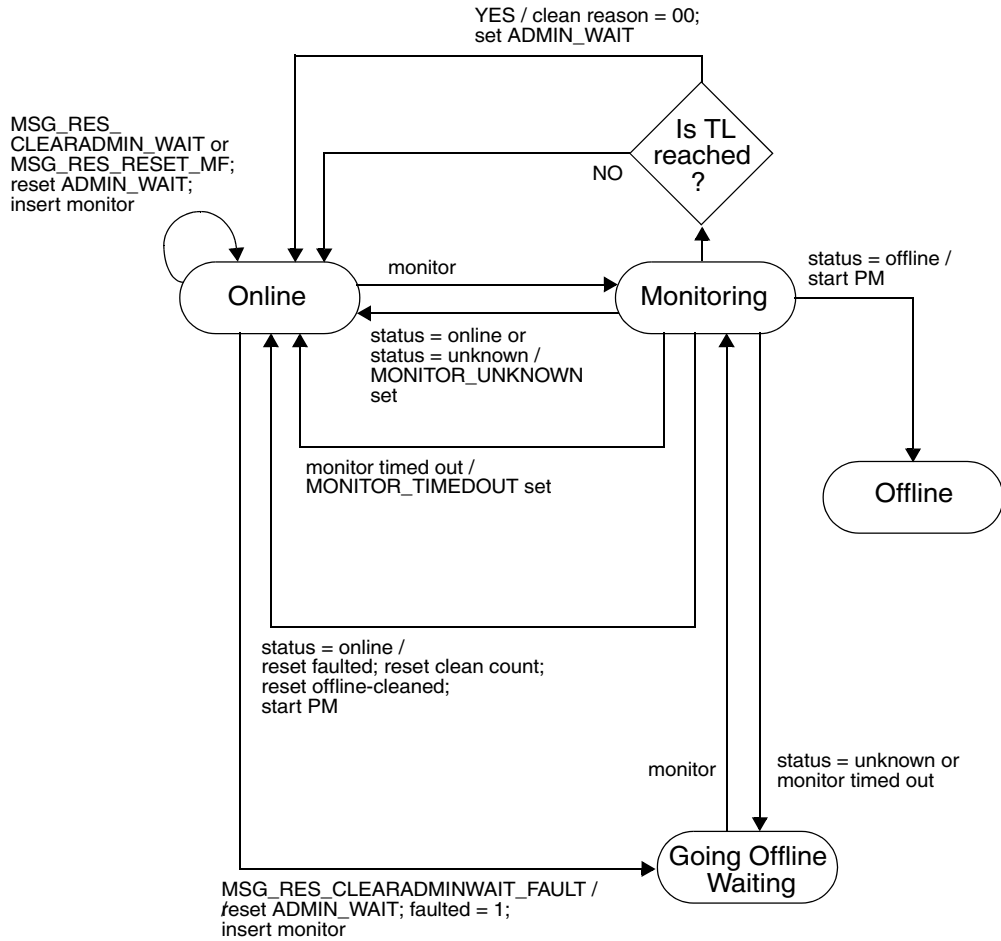 YES / clean reason = 00;
set ADMIN_WAIT
MSG_RES_
CLEARADMIN_WAIT or
MSG_RES_RESET_MF;
reset ADMIN_WAIT;
insert monitor
Is TL
reached
?
NO
status = offline /
start PM
monitor
Online
Monitoring
status = online or
status = unknown /
MONITOR_UNKNOWN
set
monitor timed out /
MONITOR_TIMEDOUT set
Offline
status = online /
reset faulted; reset clean count;
reset offline-cleaned;
start PM
monitor
status = unknown or
monitor timed out
Going Offline
Waiting
MSG_RES_CLEARADMINWAIT_FAULT /
/reset ADMIN_WAIT; faulted = 1;
insert monitor